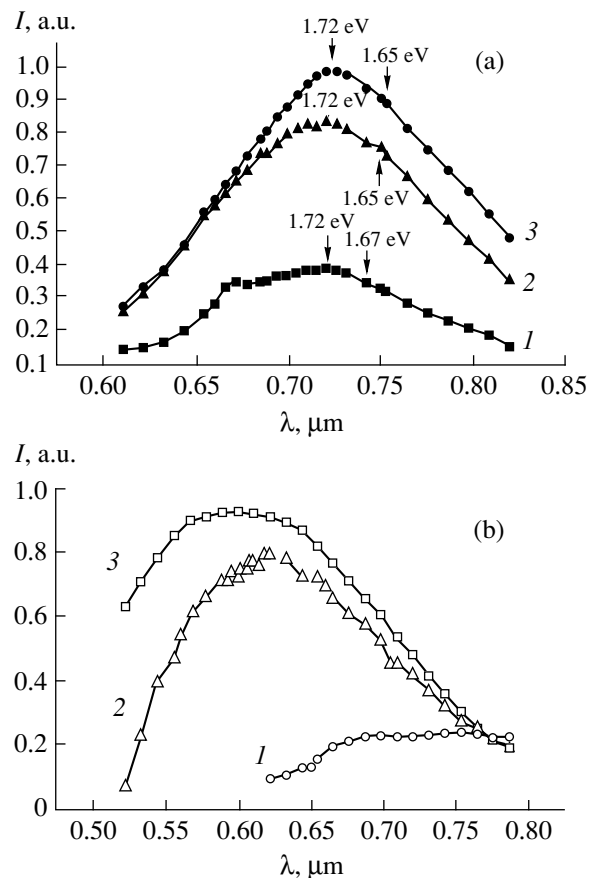 I, a.u.
1.72 eV
1.65 eV
(a)
1.0
0.9
0.8
0.7
0.6
0.5
0.4
0.3
0.2
0.1
1.72 eV
1.65 eV
1.72 eV
1.67 eV
3
2
1
0.60 0.65 0.70 0.75 0.80 0.85
λ, μm
I, a.u.
(b)
1.0
0.8
0.6
0.4
0.2
0
3
2
1
0.50 0.55 0.60 0.65 0.70 0.75 0.80
λ, μm